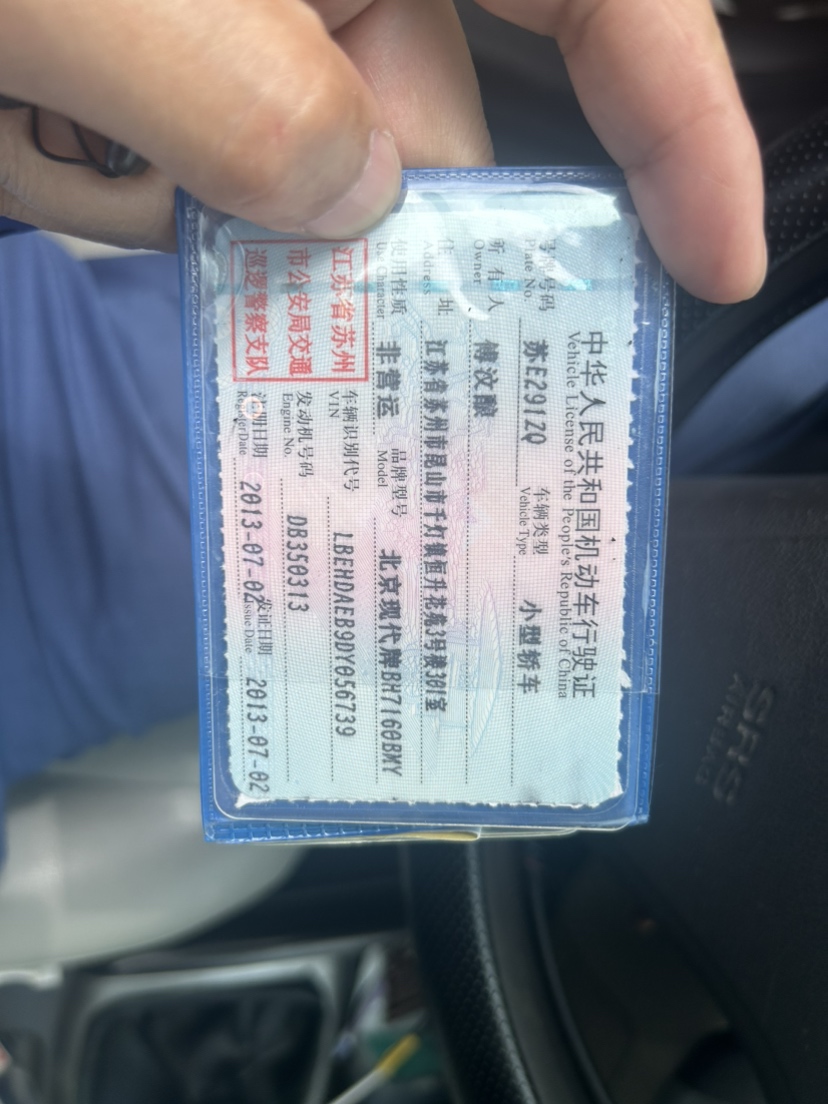 中华人民共和国机动车行驶证
Vehicle License of the People's Republic of China
号牌号码 苏E291ZQ 车辆类型 小型轿车
Plate No. Vehicle Type
所有人 傅汶酿
Owner
住址 江苏省苏州市昆山市千灯镇恒升花苑3号楼301室
Address
使用性质 非营运 品牌型号 北京现代牌BH7160BMY
Use Character Model
江苏省苏州
市公安局交通
巡逻警察支队
车辆识别代号 LBEHDAEB9DY056739
VIN
发动机号码 DB350313
Engine No.
注册日期 2013-07-02 发证日期 2013-07-02
Register Date Issue Date
SRS
AIRBAG